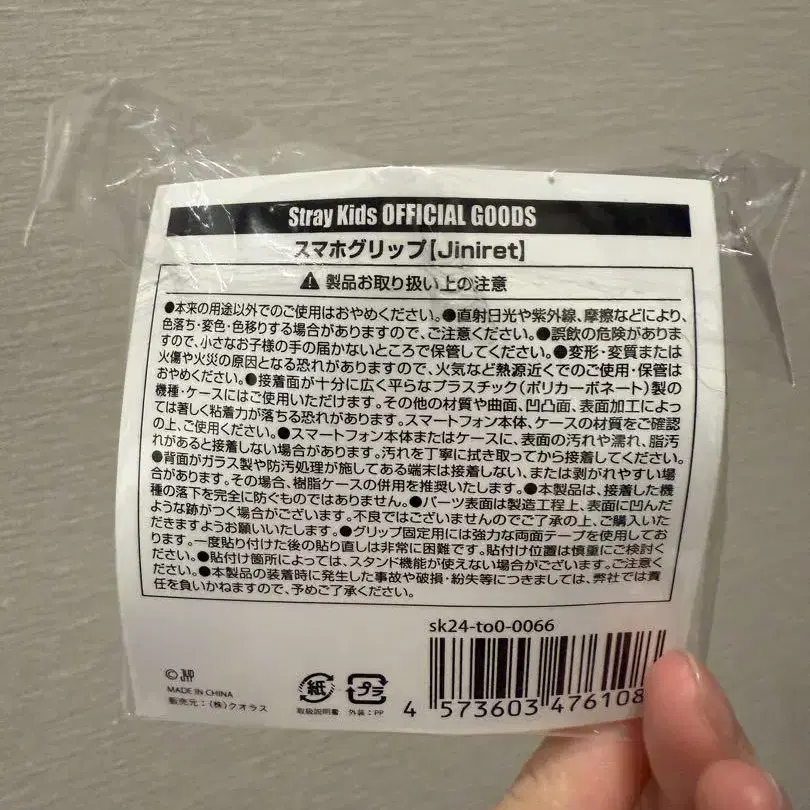 Stray Kids OFFICIAL GOODS
スマホグリップ【Jiniret】
⚠ 製品お取り扱い上の注意
●本来の用途以外でのご使用はおやめください。●直射日光や紫外線、摩擦などにより、
色落ち・変色・色移りする場合がありますので、ご注意ください。●誤飲の危険がありま
すので、小さなお子様の手の届かないところで保管してください。●変形・変質または
火傷や火災の原因となる恐れがありますので、火気など熱源近くでのご使用・保管は
おやめください。●接着面が十分に広く平らなプラスチック(ポリカーボネート)製の
機種・ケースにはご使用いただけます。その他の材質や曲面、凹凸面、表面加工によっ
ては著しく粘着力が落ちる恐れがあります。スマートフォン本体、ケースの材質をご確認
の上、ご使用ください。●スマートフォン本体またはケースに、表面の汚れや濡れ、脂汚
れがあると接着しない場合があります。汚れを丁寧に拭き取ってから接着してください。
●背面がガラス製や防汚処理が施してある端末は接着しない、または剥がれやすい場
合があります。その場合、樹脂ケースの併用を推奨いたします。●本製品は、接着した機
種の落下を完全に防ぐものではありません。●パーツ表面は製造工程上、表面に凹んだ
ような跡がつく場合がございます。不良ではございませんのでご了承の上、ご購入いた
だきますようお願いいたします。●グリップ固定用には強力な両面テープを使用してお
ります。一度貼り付けた後の貼り直しは非常に困難です。貼付け位置は慎重にご検討く
ださい。●貼付け箇所によっては、スタンド機能が使えない場合がございます。ご注意くだ
さい。●本製品の装着時に発生した事故や破損・紛失等につきましては、弊社では責
任を負いかねますので、予めご了承ください。
sk24-to0-0066
© JYP
MADE IN CHINA
販売元:(株)クオラス
紙
取扱説明書
プラ
外装:PP
4 573603 476108